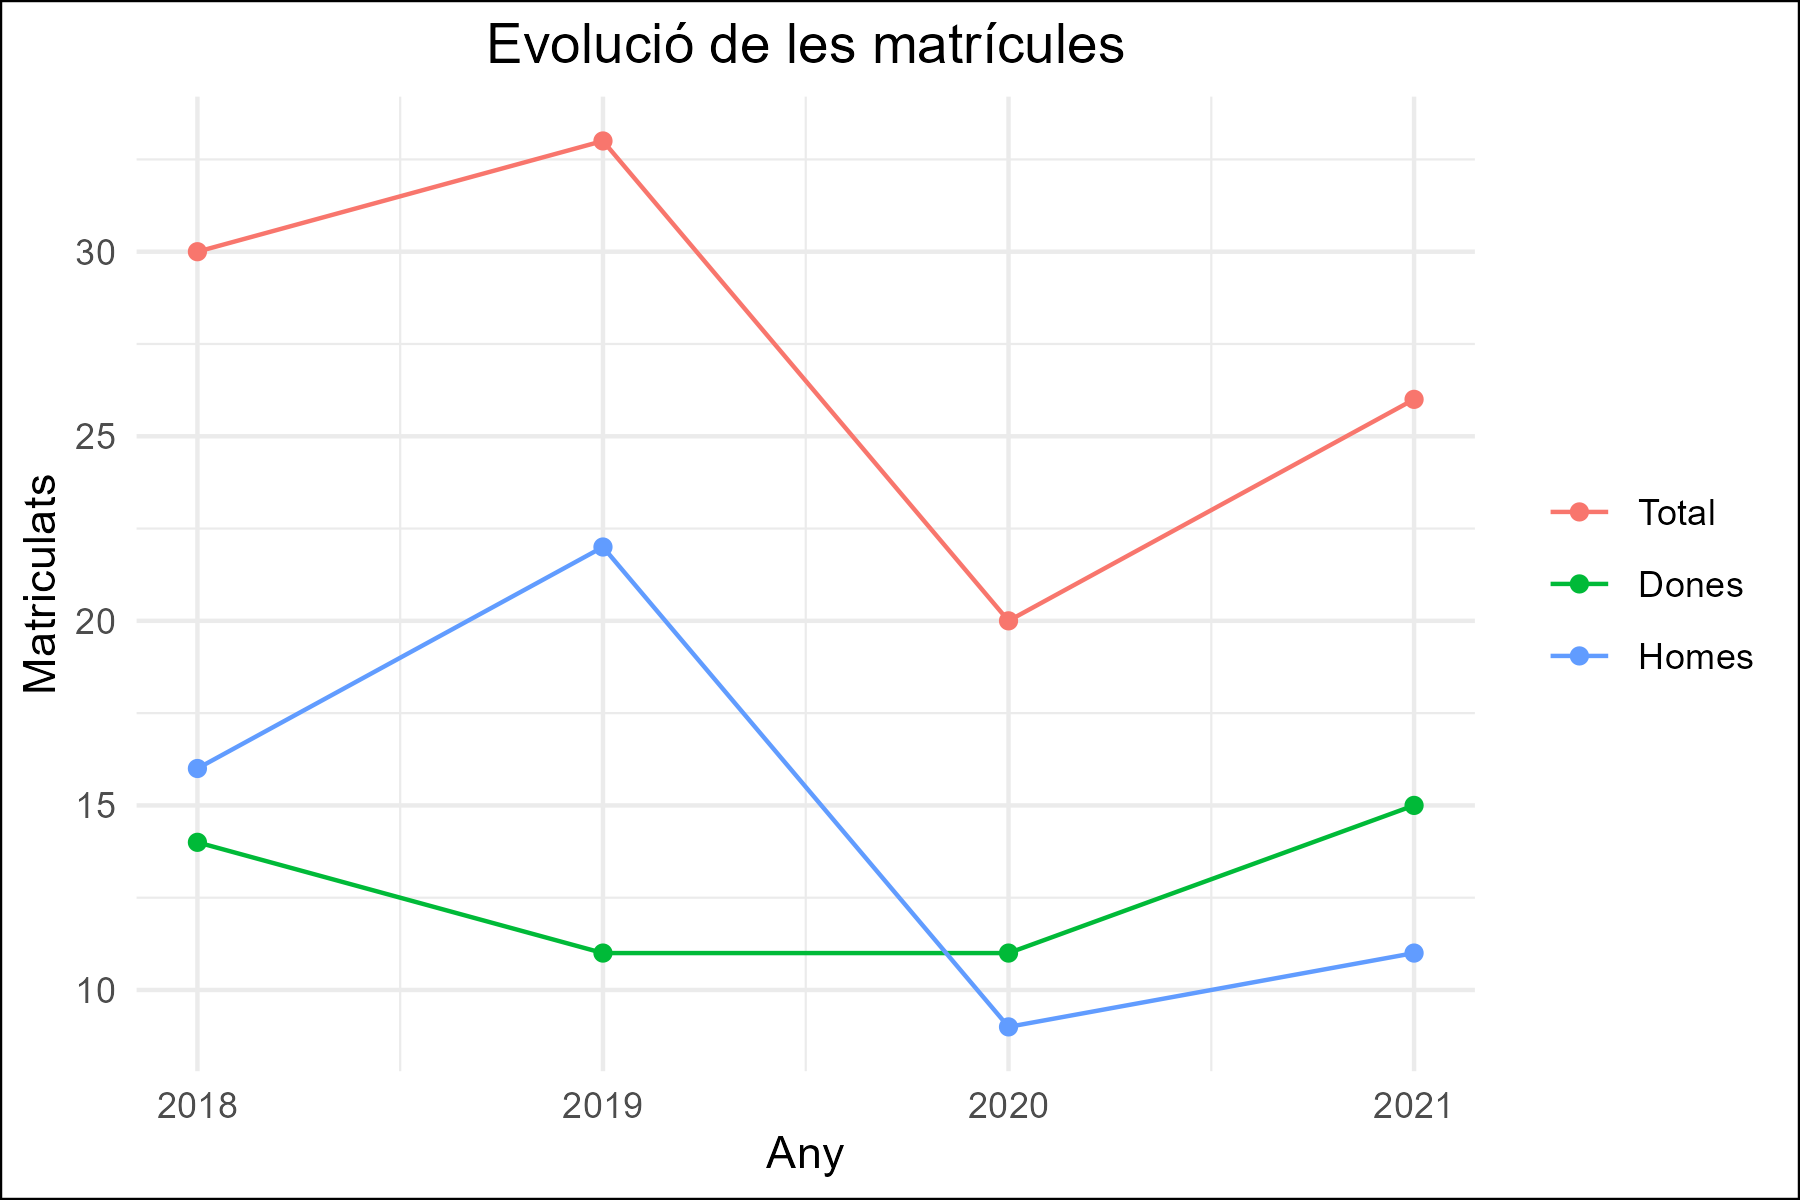 Evolució de les matrícules
Matriculats
30
25
20
15
10
2018 2019 2020 2021
Any
Total
Dones
Homes